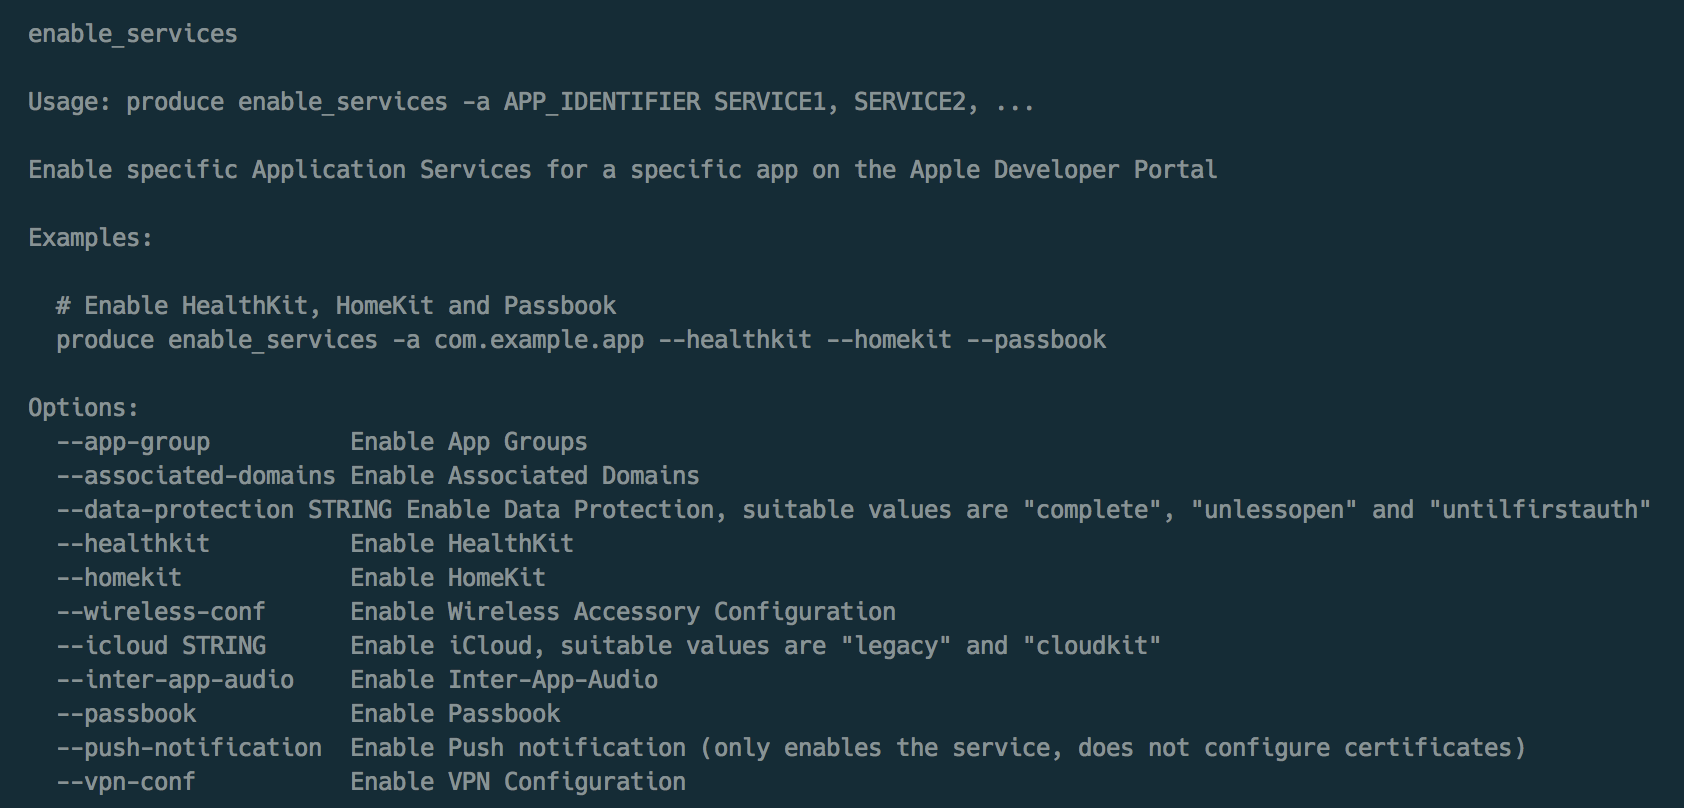 enable_services
Usage: produce enable_services -a APP_IDENTIFIER SERVICE1, SERVICE2, ...
Enable specific Application Services for a specific app on the Apple Developer Portal
Examples:
# Enable HealthKit, HomeKit and Passbook
produce enable_services -a com.example.app --healthkit --homekit --passbook
Options:
--app-group Enable App Groups
--associated-domains Enable Associated Domains
--data-protection STRING Enable Data Protection, suitable values are "complete", "unlessopen" and "untilfirstauth"
--healthkit Enable HealthKit
--homekit Enable HomeKit
--wireless-conf Enable Wireless Accessory Configuration
--icloud STRING Enable iCloud, suitable values are "legacy" and "cloudkit"
--inter-app-audio Enable Inter-App-Audio
--passbook Enable Passbook
--push-notification Enable Push notification (only enables the service, does not configure certificates)
--vpn-conf Enable VPN Configuration